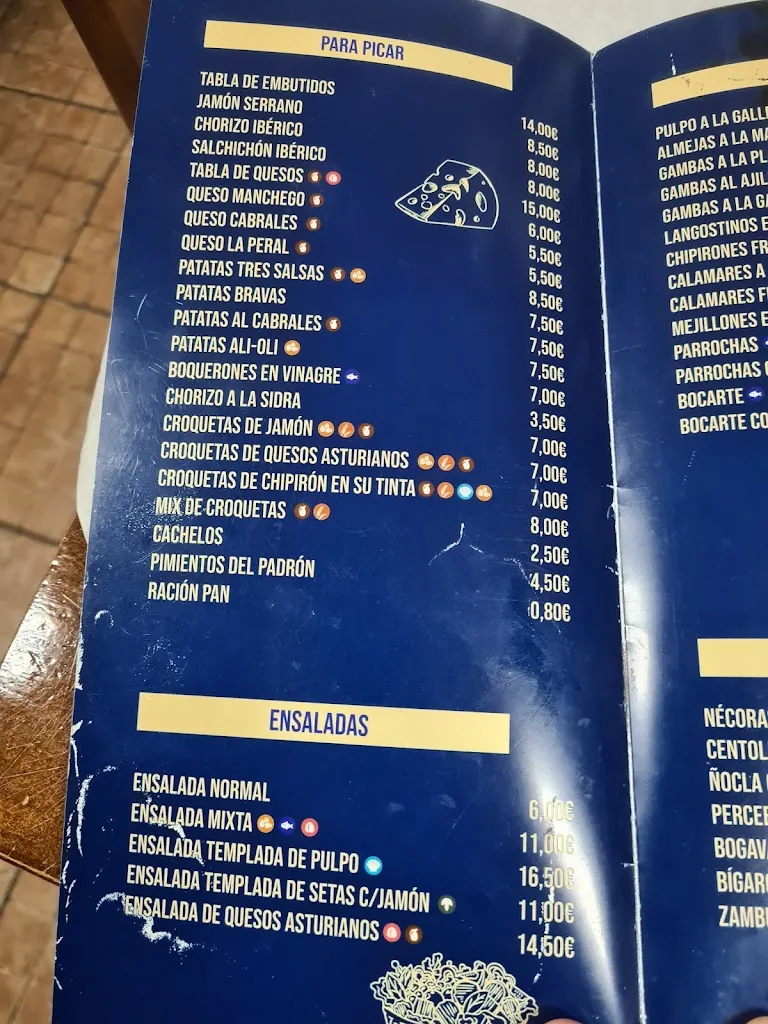 PARA PICAR
TABLA DE EMBUTIDOS 14,00€
JAMÓN SERRANO 8,50€
CHORIZO IBÉRICO 8,00€
SALCHICHÓN IBÉRICO 8,00€
TABLA DE QUESOS 15,00€
QUESO MANCHEGO 6,00€
QUESO CABRALES 5,50€
QUESO LA PERAL 5,50€
PATATAS TRES SALSAS 8,50€
PATATAS BRAVAS 7,50€
PATATAS AL CABRALES 7,50€
PATATAS ALI-OLI 7,50€
BOQUERONES EN VINAGRE 7,00€
CHORIZO A LA SIDRA 3,50€
CROQUETAS DE JAMÓN 7,00€
CROQUETAS DE QUESOS ASTURIANOS 7,00€
CROQUETAS DE CHIPIRÓN EN SU TINTA 7,00€
MIX DE CROQUETAS 8,00€
CACHELOS 2,50€
PIMIENTOS DEL PADRÓN 4,50€
RACIÓN PAN 0,80€
ENSALADAS
ENSALADA NORMAL 6,00€
ENSALADA MIXTA 11,00€
ENSALADA TEMPLADA DE PULPO 16,50€
ENSALADA TEMPLADA DE SETAS C/JAMÓN 11,00€
ENSALADA DE QUESOS ASTURIANOS 14,50€
PULPO A LA GALLE
ALMEJAS A LA MA
GAMBAS A LA PL
GAMBAS AL AJIL
GAMBAS A LA GA
LANGOSTINOS E
CHIPIRONES FR
CALAMARES A
CALAMARES F
MEJILLONES E
PARROCHAS
PARROCHAS
BOCARTE
BOCARTE CO
NÉCORAS
CENTOL
ÑOCLA
PERCEB
BOGAVA
BÍGARO
ZAMBU